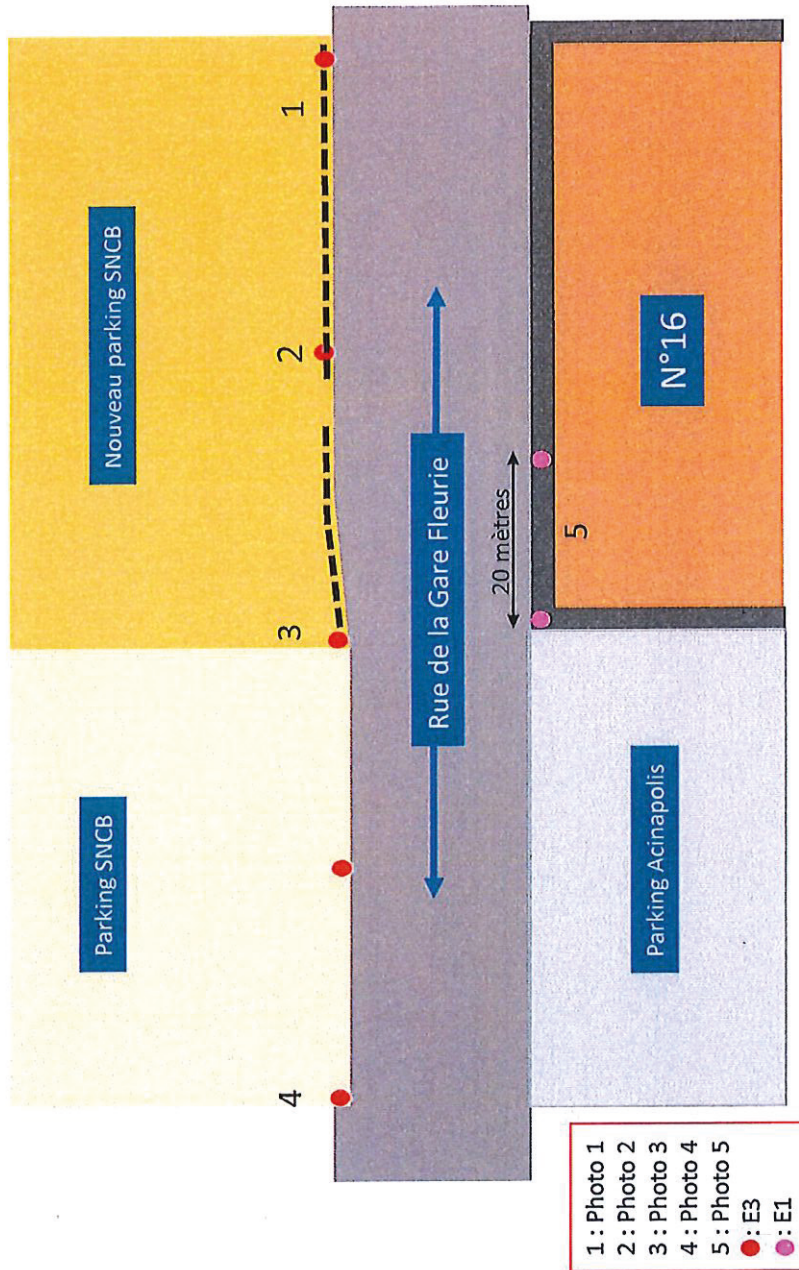 Parking SNCB
Nouveau parking SNCB
4
3
2
1
Rue de la Gare Fleurie
20 mètres
5
Parking Acinapolis
N°16
1 : Photo 1
2 : Photo 2
3 : Photo 3
4 : Photo 4
5 : Photo 5
: E3
: E1